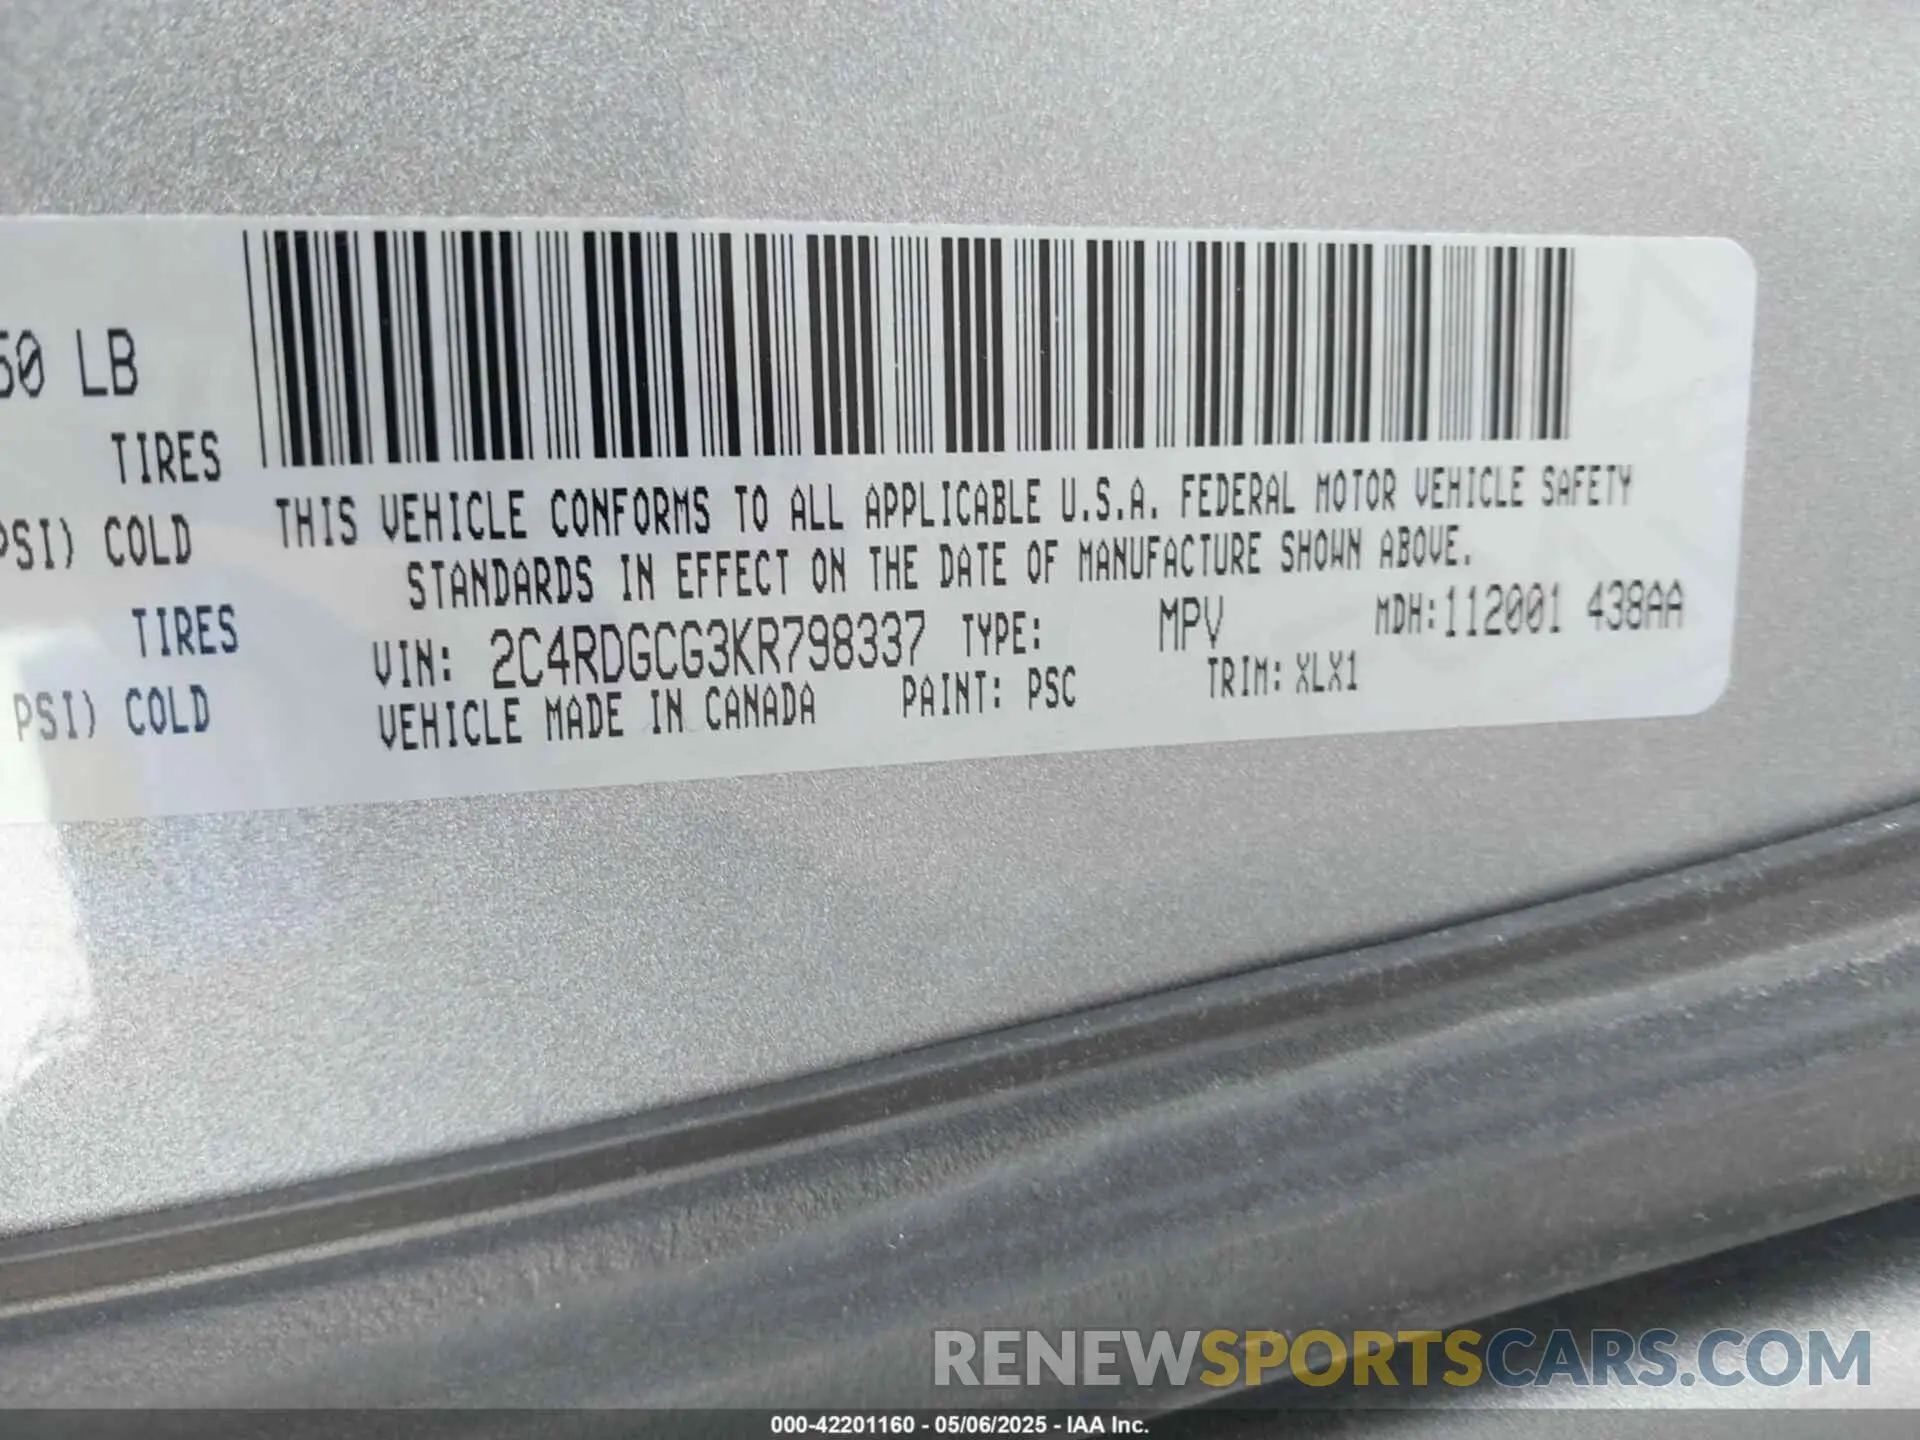 50 LB
TIRES
PSI) COLD
TIRES
PSI) COLD
THIS VEHICLE CONFORMS TO ALL APPLICABLE U.S.A. FEDERAL MOTOR VEHICLE SAFETY
STANDARDS IN EFFECT ON THE DATE OF MANUFACTURE SHOWN ABOVE.
VIN: 2C4RDGCG3KR798337 TYPE: MPV MDH:112001 438AA
VEHICLE MADE IN CANADA PAINT: PSC TRIM: XLX1
RENEWSPORTSCARS.COM
000-42201160 - 05/06/2025 - IAA Inc.